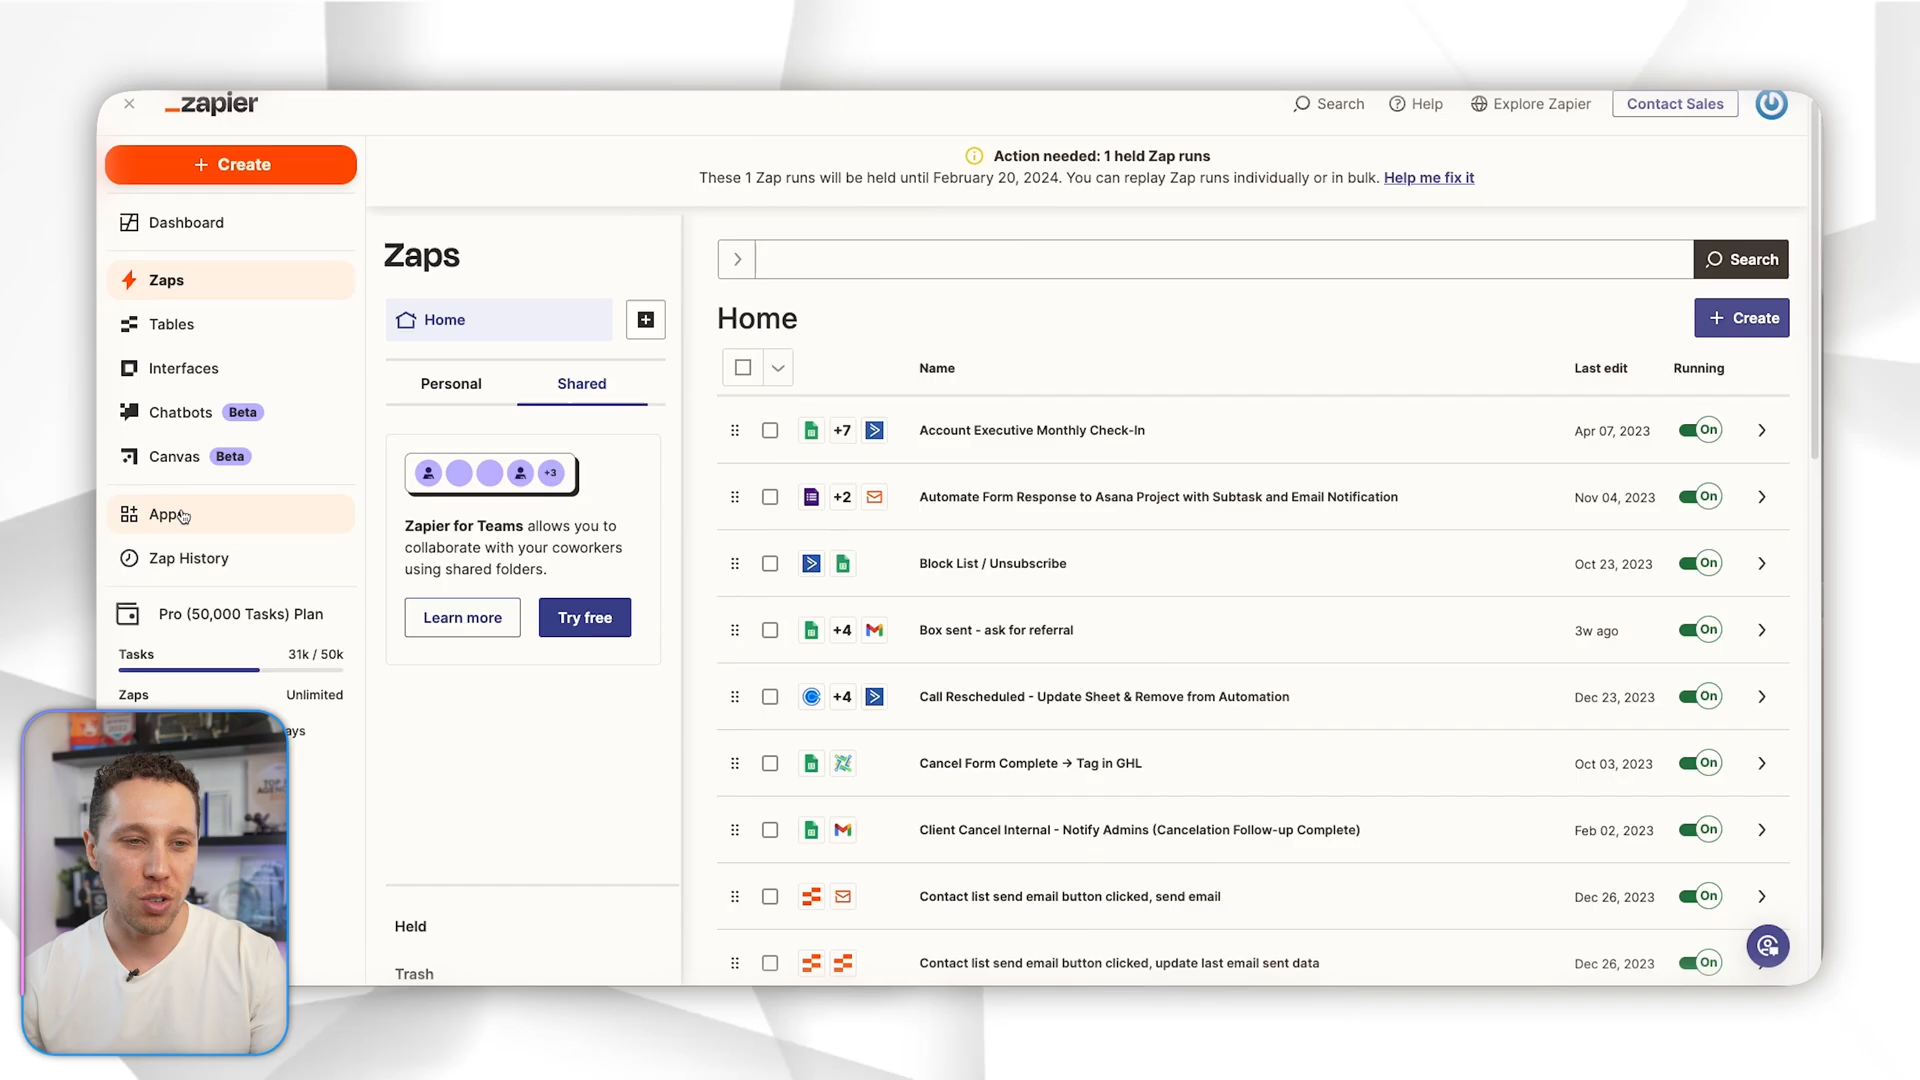 zapier
Search
Help
Explore Zapier
Contact Sales
+ Create
Action needed: 1 held Zap runs
These 1 Zap runs will be held until February 20, 2024. You can replay Zap runs individually or in bulk. Help me fix it
Dashboard
Zaps
Tables
Interfaces
Chatbots Beta
Canvas Beta
Apps
Zap History
Pro (50,000 Tasks) Plan
Tasks 31k / 50k
Zaps Unlimited
Zaps
Home
Personal
Shared
+3
Zapier for Teams allows you to
collaborate with your coworkers
using shared folders.
Learn more
Try free
Held
Trash
Search
Home
+ Create
Name Last edit Running
+7 Account Executive Monthly Check-In Apr 07, 2023 On
+2 Automate Form Response to Asana Project with Subtask and Email Notification Nov 04, 2023 On
Block List / Unsubscribe Oct 23, 2023 On
+4 Box sent - ask for referral 3w ago On
+4 Call Rescheduled - Update Sheet & Remove from Automation Dec 23, 2023 On
Cancel Form Complete → Tag in GHL Oct 03, 2023 On
Client Cancel Internal - Notify Admins (Cancelation Follow-up Complete) Feb 02, 2023 On
Contact list send email button clicked, send email Dec 26, 2023 On
Contact list send email button clicked, update last email sent data Dec 26, 2023 On